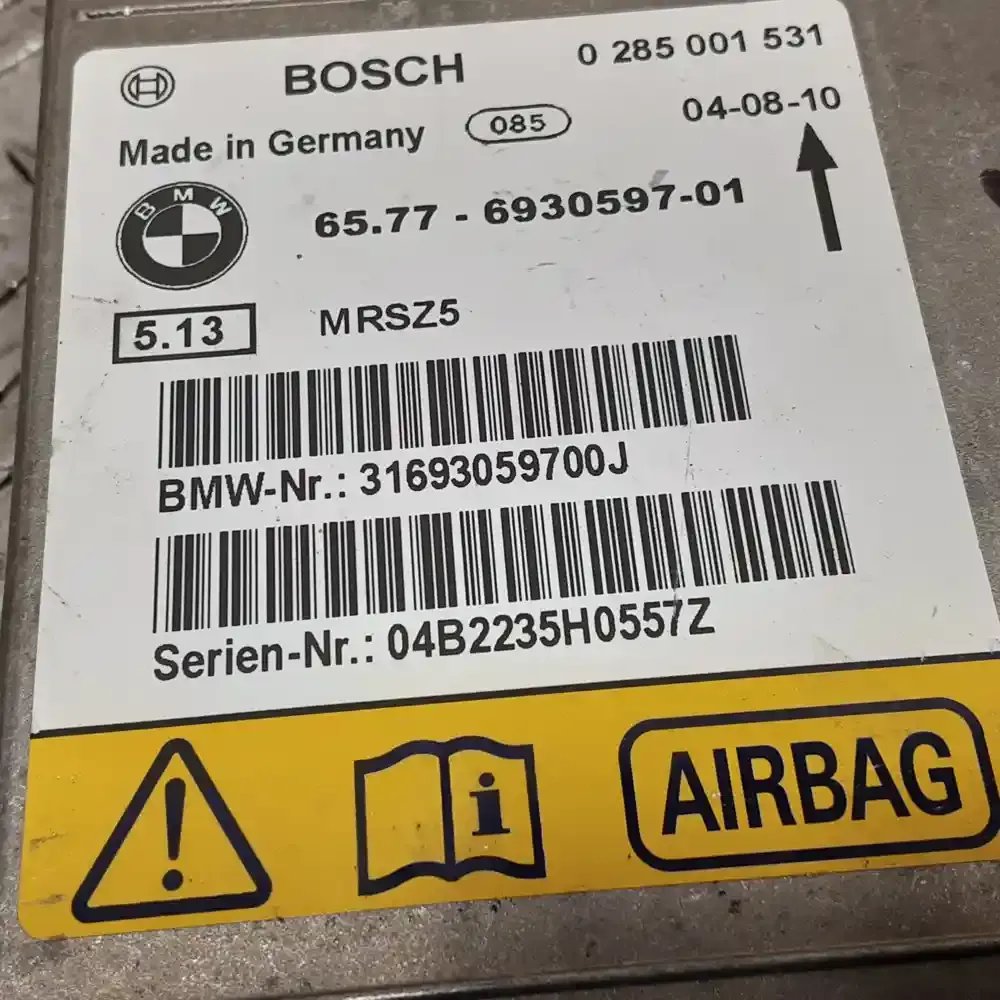 BOSCH 0 285 001 531
Made in Germany 085 04-08-10
BMW 65.77 - 6930597-01
5.13 MRSZ5
BMW-Nr.: 31693059700J
Serien-Nr.: 04B2235H0557Z
! i AIRBAG